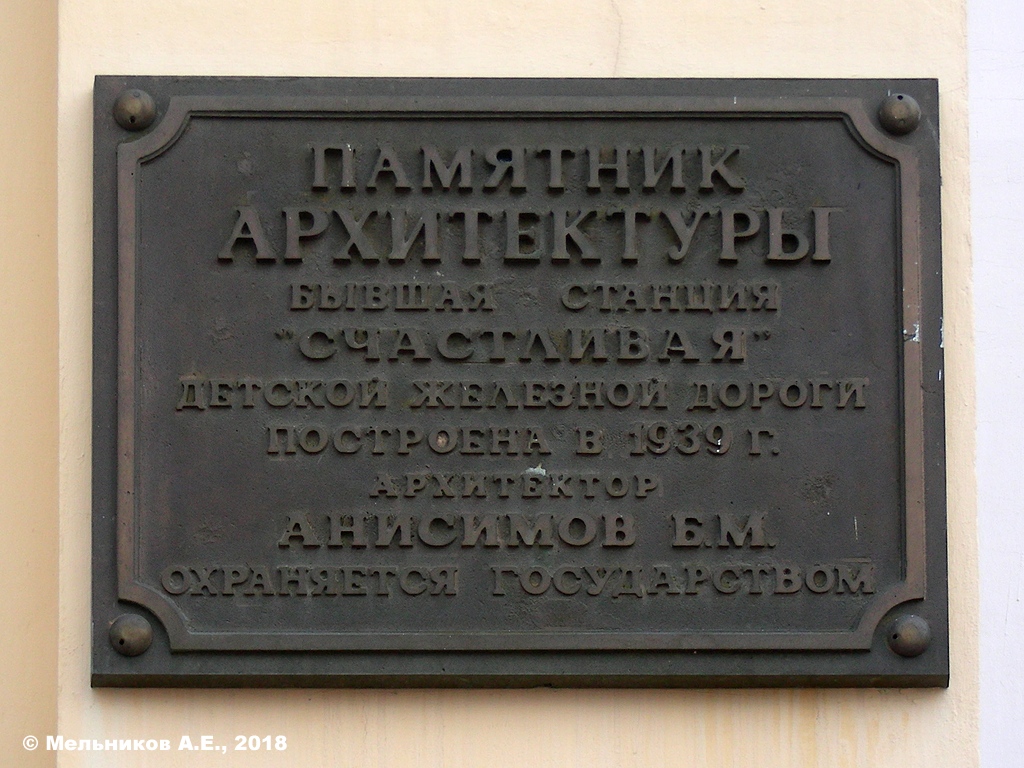 ПАМЯТНИК
АРХИТЕКТУРЫ
БЫВШАЯ СТАНЦИЯ
"СЧАСТЛИВАЯ"
ДЕТСКОЙ ЖЕЛЕЗНОЙ ДОРОГИ
ПОСТРОЕНА В 1939 Г.
АРХИТЕКТОР
АНИСИМОВ Б.М.
ОХРАНЯЕТСЯ ГОСУДАРСТВОМ
© Мельников А.Е., 2018